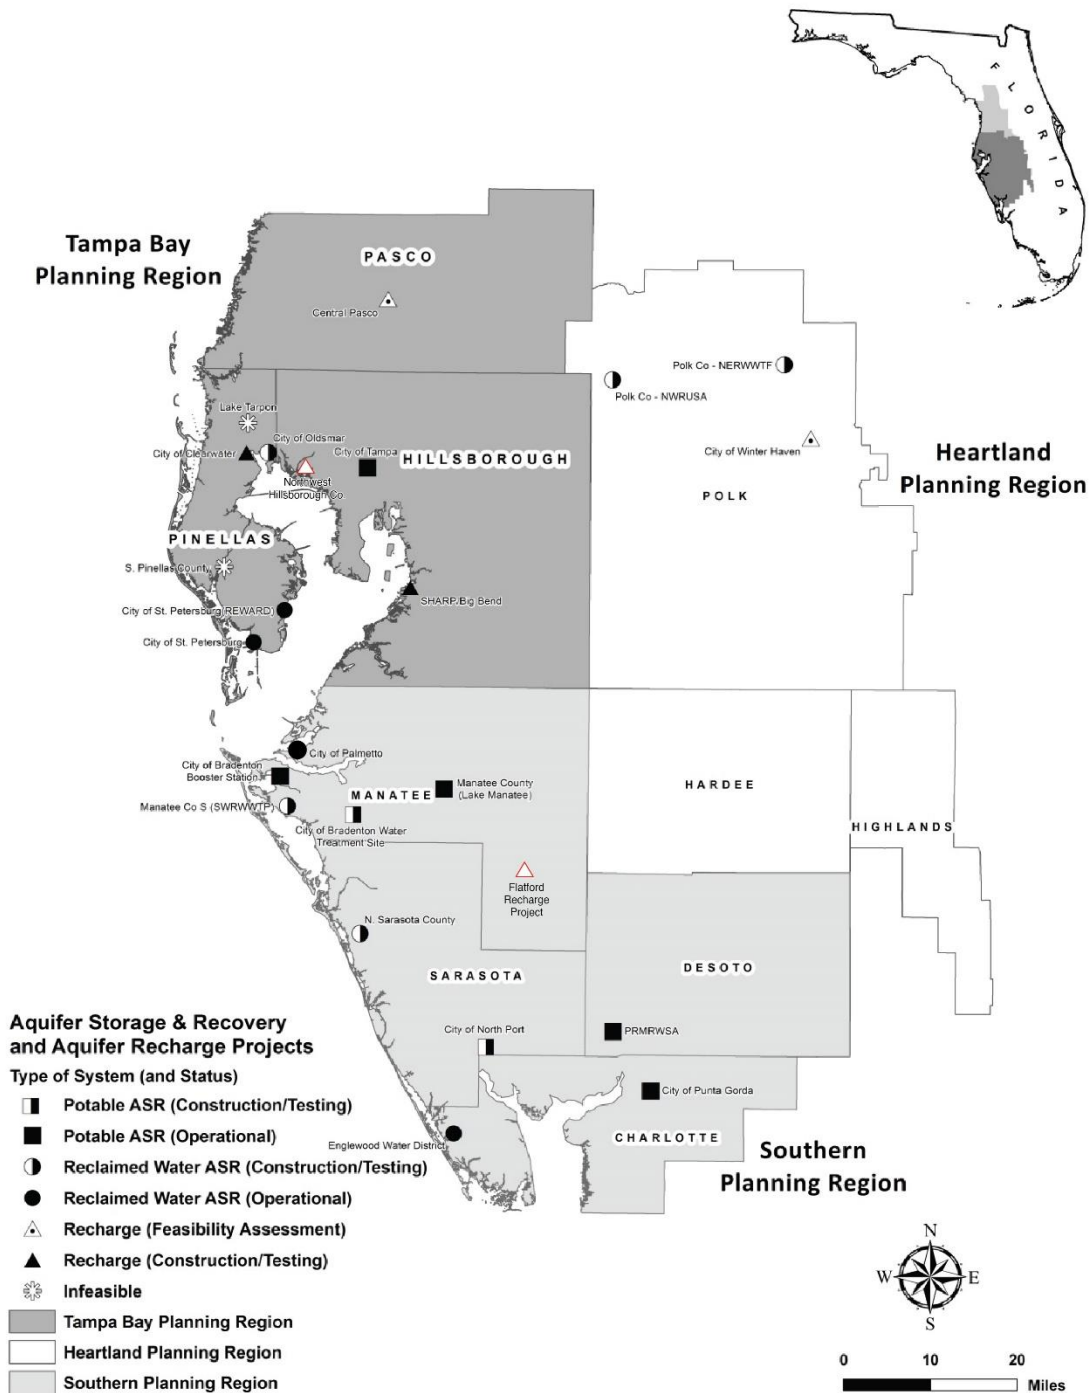 FLORIDA
Tampa Bay
Planning Region
PASCO
Central Pasco
Polk Co - NERWWTF
Polk Co - NWRUSA
Lake Tarpon
City of Oldsmar
City of Clearwater
City of Tampa
HILLSBOROUGH
City of Winter Haven
Heartland
Planning Region
Northwest
Hillsborough Co.
POLK
PINELLAS
S. Pinellas County
SHARP/Big Bend
City of St. Petersburg (REWARD)
City of St. Petersburg
City of Palmetto
City of Bradenton
Booster Station
Manatee County
(Lake Manatee)
HARDEE
MANATEE
Manatee Co S (SWRWWTP)
City of Bradenton Water
Treatment Site
HIGHLANDS
Flatford
Recharge
Project
N. Sarasota County
SARASOTA
DESOTO
City of North Port
PRMRWSA
City of Punta Gorda
Englewood Water District
CHARLOTTE
Southern
Planning Region
Aquifer Storage & Recovery
and Aquifer Recharge Projects
Type of System (and Status)
Potable ASR (Construction/Testing)
Potable ASR (Operational)
Reclaimed Water ASR (Construction/Testing)
Reclaimed Water ASR (Operational)
Recharge (Feasibility Assessment)
Recharge (Construction/Testing)
Infeasible
Tampa Bay Planning Region
Heartland Planning Region
Southern Planning Region
N
W E
S
0 10 20
Miles